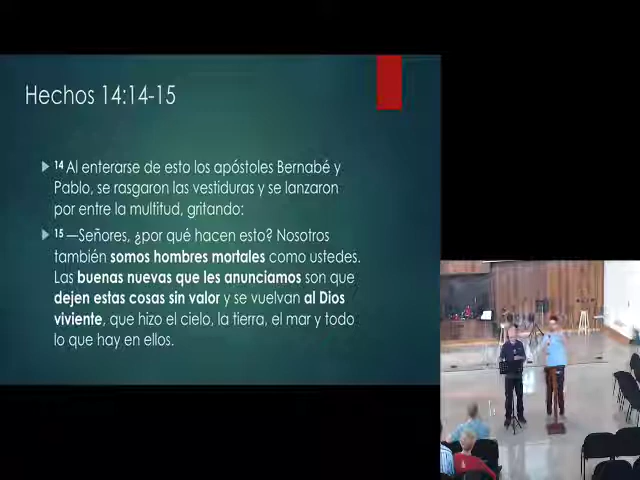 Hechos 14:14-15
14 Al enterarse de esto los apóstoles Bernabé y
Pablo, se rasgaron las vestiduras y se lanzaron
por entre la multitud, gritando:
15 —Señores, ¿por qué hacen esto? Nosotros
también somos hombres mortales como ustedes.
Las buenas nuevas que les anunciamos son que
dejen estas cosas sin valor y se vuelvan al Dios
viviente, que hizo el cielo, la tierra, el mar y todo
lo que hay en ellos.